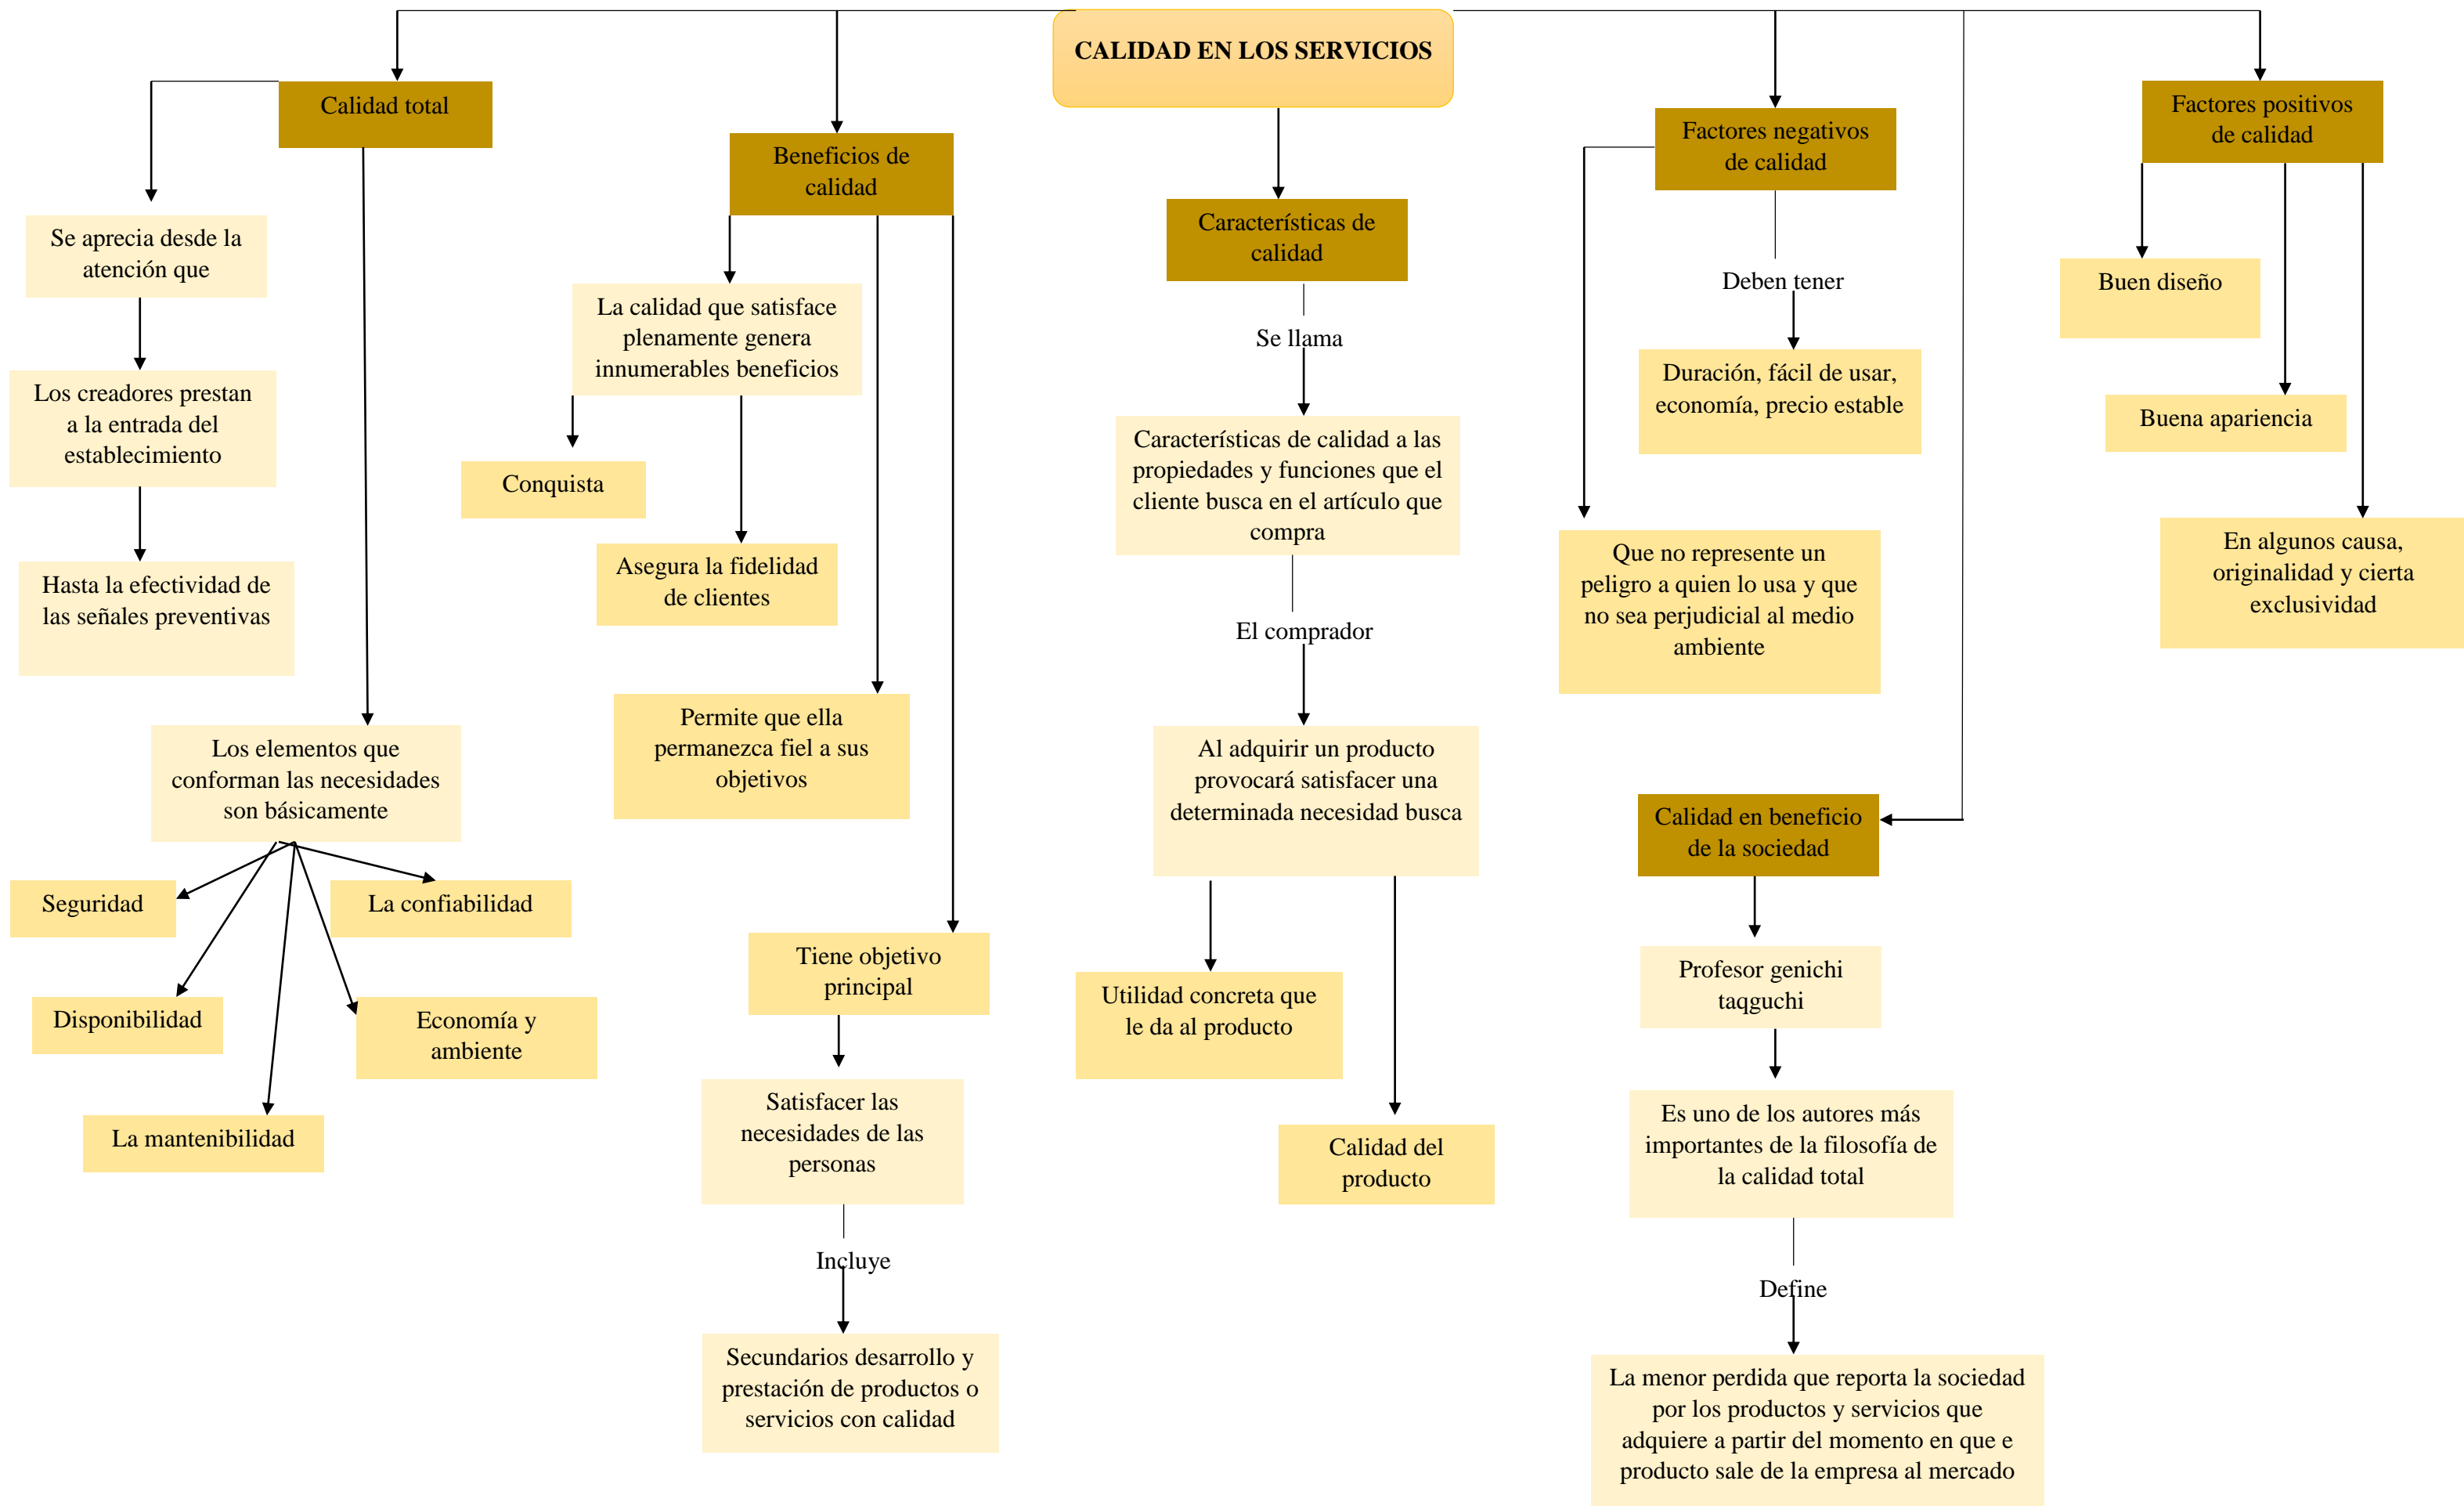 CALIDAD EN LOS SERVICIOS
Calidad total
Se aprecia desde la
atención que
Los creadores prestan
a la entrada del
establecimiento
Hasta la efectividad de
las señales preventivas
Los elementos que
conforman las necesidades
son básicamente
Seguridad
La confiabilidad
Disponibilidad
Economía y
ambiente
La mantenibilidad
Beneficios de
calidad
La calidad que satisface
plenamente genera
innumerables beneficios
Conquista
Asegura la fidelidad
de clientes
Permite que ella
permanezca fiel a sus
objetivos
Tiene objetivo
principal
Satisfacer las
necesidades de las
personas
Incluye
Secundarios desarrollo y
prestación de productos o
servicios con calidad
Características de
calidad
Se llama
Características de calidad a las
propiedades y funciones que el
cliente busca en el artículo que
compra
El comprador
Al adquirir un producto
provocará satisfacer una
determinada necesidad busca
Utilidad concreta que
le da al producto
Calidad del
producto
Factores negativos
de calidad
Deben tener
Duración, fácil de usar,
economía, precio estable
Que no represente un
peligro a quien lo usa y que
no sea perjudicial al medio
ambiente
Calidad en beneficio
de la sociedad
Profesor genichi
taqguchi
Es uno de los autores más
importantes de la filosofía de
la calidad total
Define
La menor perdida que reporta la sociedad
por los productos y servicios que
adquiere a partir del momento en que e
producto sale de la empresa al mercado
Factores positivos
de calidad
Buen diseño
Buena apariencia
En algunos causa,
originalidad y cierta
exclusividad